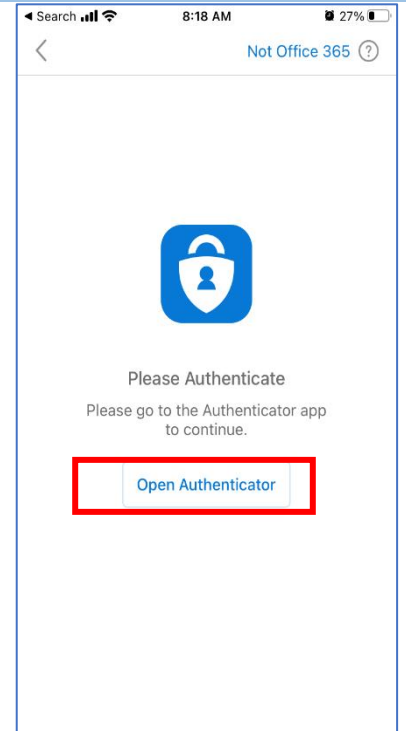 Search 8:18 AM 27%
Not Office 365 ?
Please Authenticate
Please go to the Authenticator app
to continue.
Open Authenticator